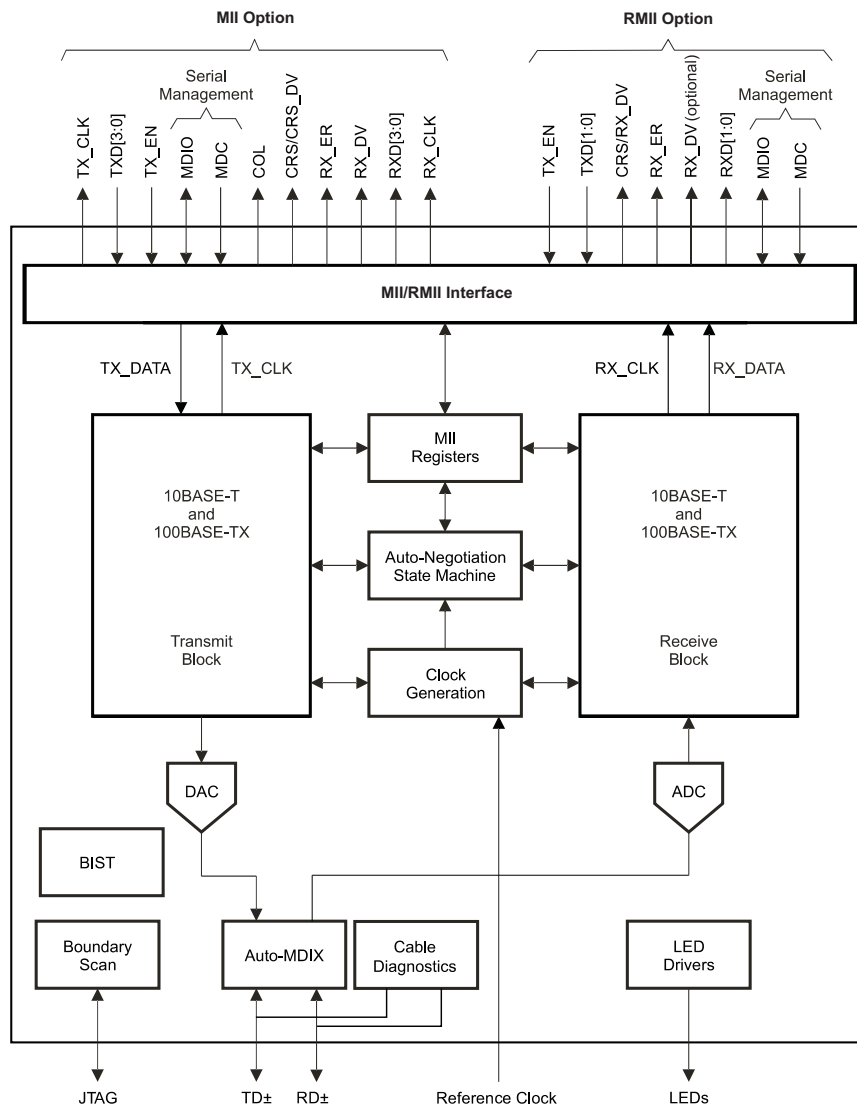 MII Option
RMII Option
Serial
Management
Serial
Management
TX_CLK
TXD[3:0]
TX_EN
MDIO
MDC
COL
CRS/CRS_DV
RX_ER
RX_DV
RXD[3:0]
RX_CLK
TX_EN
TXD[1:0]
CRS/RX_DV
RX_ER
RX_DV (optional)
RXD[1:0]
MDIO
MDC
MII/RMII Interface
TX_DATA
TX_CLK
RX_CLK
RX_DATA
10BASE-T
and
100BASE-TX
Transmit
Block
MII
Registers
Auto-Negotiation
State Machine
Clock
Generation
10BASE-T
and
100BASE-TX
Receive
Block
DAC
ADC
BIST
Boundary
Scan
Auto-MDIX
Cable
Diagnostics
LED
Drivers
JTAG
TD±
RD±
Reference Clock
LEDs